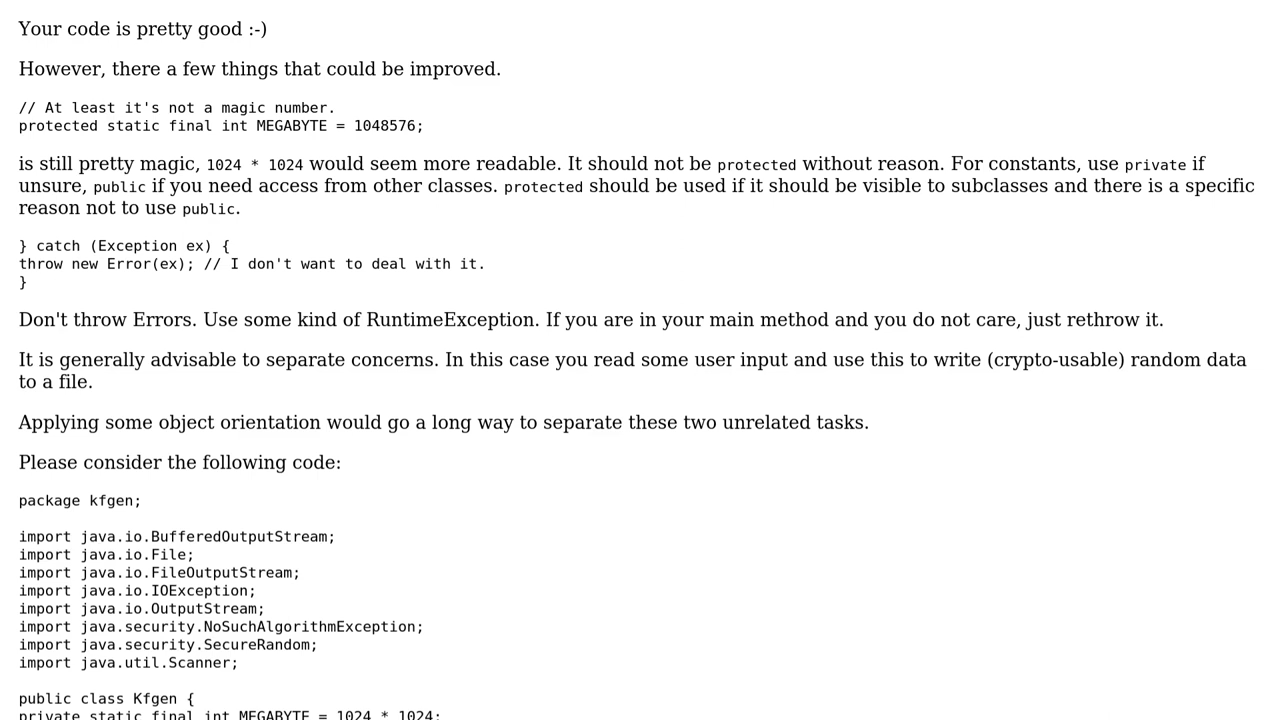 Your code is pretty good :-)
However, there a few things that could be improved.
// At least it's not a magic number.
protected static final int MEGABYTE = 1048576;
is still pretty magic, 1024 * 1024 would seem more readable. It should not be protected without reason. For constants, use private if
unsure, public if you need access from other classes. protected should be used if it should be visible to subclasses and there is a specific
reason not to use public.
} catch (Exception ex) {
throw new Error(ex); // I don't want to deal with it.
}
Don't throw Errors. Use some kind of RuntimeException. If you are in your main method and you do not care, just rethrow it.
It is generally advisable to separate concerns. In this case you read some user input and use this to write (crypto-usable) random data
to a file.
Applying some object orientation would go a long way to separate these two unrelated tasks.
Please consider the following code:
package kfgen;
import java.io.BufferedOutputStream;
import java.io.File;
import java.io.FileOutputStream;
import java.io.IOException;
import java.io.OutputStream;
import java.security.NoSuchAlgorithmException;
import java.security.SecureRandom;
import java.util.Scanner;
public class Kfgen {
private static final int MEGABYTE = 1024 * 1024;